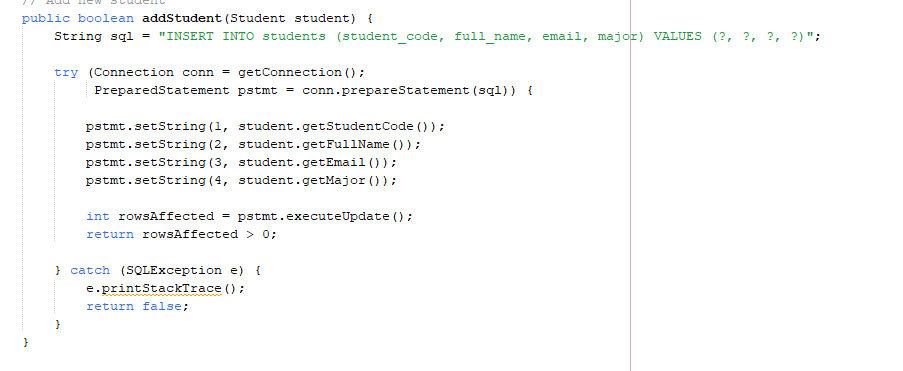 // Add new student
public boolean addStudent(Student student) {
    String sql = "INSERT INTO students (student_code, full_name, email, major) VALUES (?, ?, ?, ?)";
    try (Connection conn = getConnection();
         PreparedStatement pstmt = conn.prepareStatement(sql)) {
        pstmt.setString(1, student.getStudentCode());
        pstmt.setString(2, student.getFullName());
        pstmt.setString(3, student.getEmail());
        pstmt.setString(4, student.getMajor());
        int rowsAffected = pstmt.executeUpdate();
        return rowsAffected > 0;
    } catch (SQLException e) {
        e.printStackTrace();
        return false;
    }
}